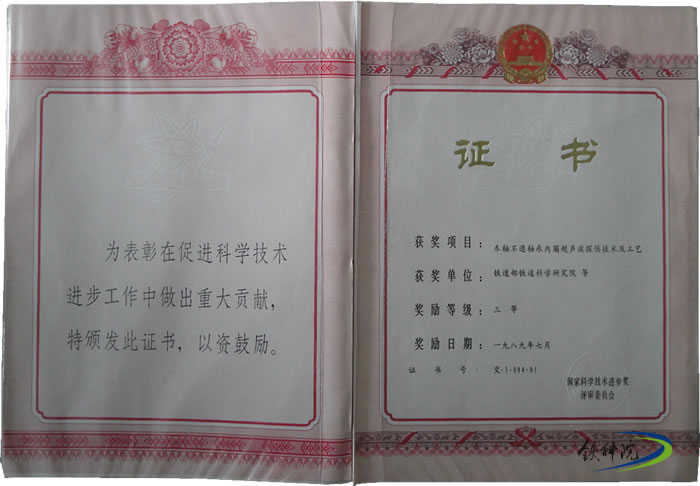 为表彰在促进科学技术
进步工作中做出重大贡献，
特颁发此证书，以资鼓励。
证 书
获奖项目： 车轴不退轴承内圈超声波探伤技术及工艺
获奖单位： 铁道部铁道科学研究院 等
奖励等级： 三 等
奖励日期： 一九八九年七月
证 书 号： 交-3-004-01
国家科学技术进步奖
评审委员会
铁科院